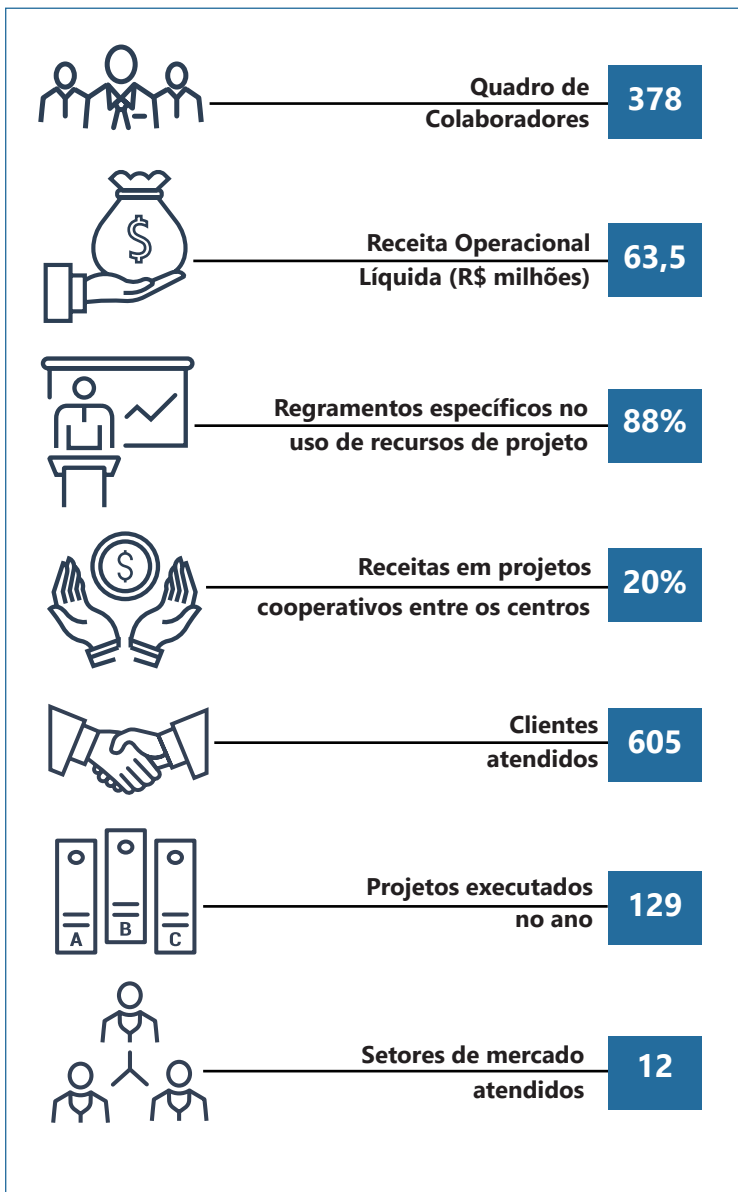 Quadro de
Colaboradores
378
$
Receita Operacional
Líquida (R$ milhões)
63,5
Regramentos específicos no
uso de recursos de projeto
88%
$
Receitas em projetos
cooperativos entre os centros
20%
Clientes
atendidos
605
A B C
Projetos executados
no ano
129
Setores de mercado
atendidos
12